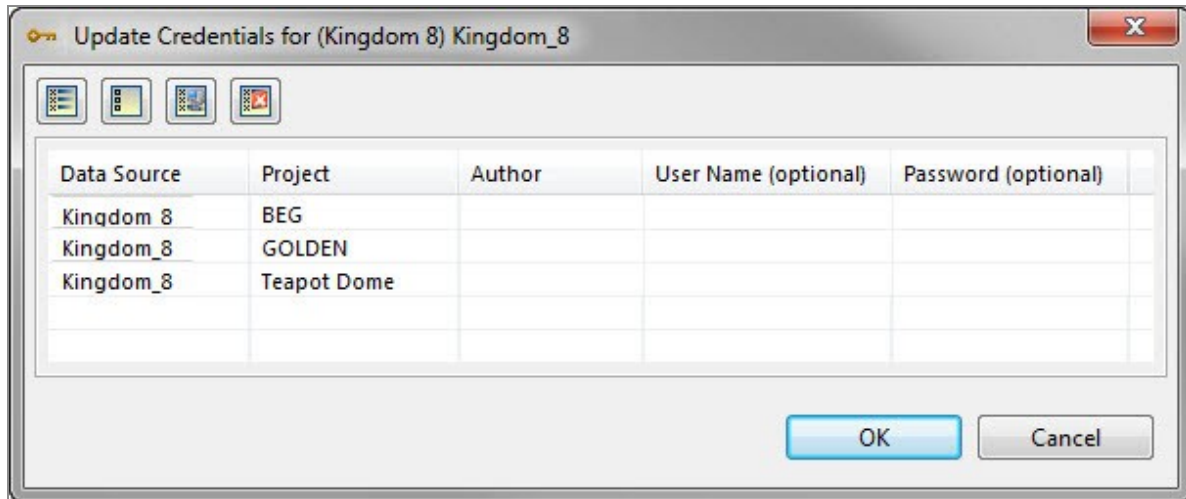 Update Credentials for (Kingdom 8) Kingdom_8
Data Source Project Author User Name (optional) Password (optional)
Kingdom 8 BEG
Kingdom_8 GOLDEN
Kingdom_8 Teapot Dome
OK Cancel